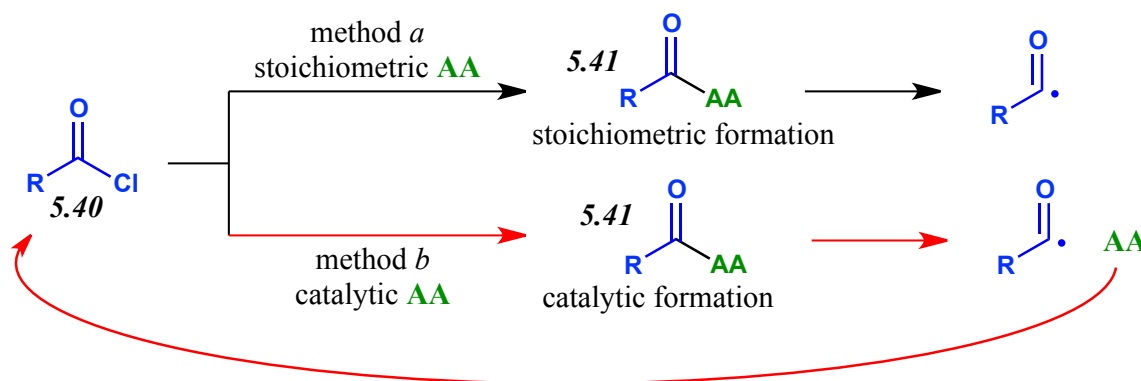 method a
stoichiometric AA
O
5.41
R
AA
stoichiometric formation
O
R
C
O
R
Cl
5.40
method b
catalytic AA
O
5.41
R
AA
catalytic formation
O
R
C
AA